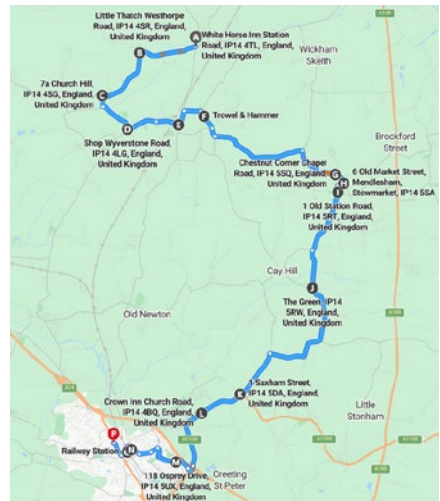 Little Thatch Westhorpe
Road, IP14 4SR, England,
United Kingdom
White Horse Inn Station
Road, IP14 4TL, England,
United Kingdom
A
B
Wickham
Skeith
7a Church Hill,
IP14 4SG, England,
United Kingdom
C
D
E
F
Trowel & Hammer
Shop Wyverstone Road,
IP14 4LG, England,
United Kingdom
Brockford
Street
Chestnut Corner Chapel
Road, IP14 5SQ, England,
United Kingdom
G
H
I
6 Old Market Street,
Mendlesham,
Stowmarket, IP14 5SA
1 Old Station Road,
IP14 5RT, England,
United Kingdom
Cay Hill
J
The Green, IP14
5RW, England,
United Kingdom
A140
Old Newton
1 Saxham Street,
IP14 5DA, England,
United Kingdom
K
A14
Crown Inn Church Road,
IP14 4BQ, England,
United Kingdom
L
Little
Stonham
P
A1120
A1120
Railway Station
N
M
118 Osprey Drive,
IP14 5UX, England,
United Kingdom
Creeting
St Peter
A140